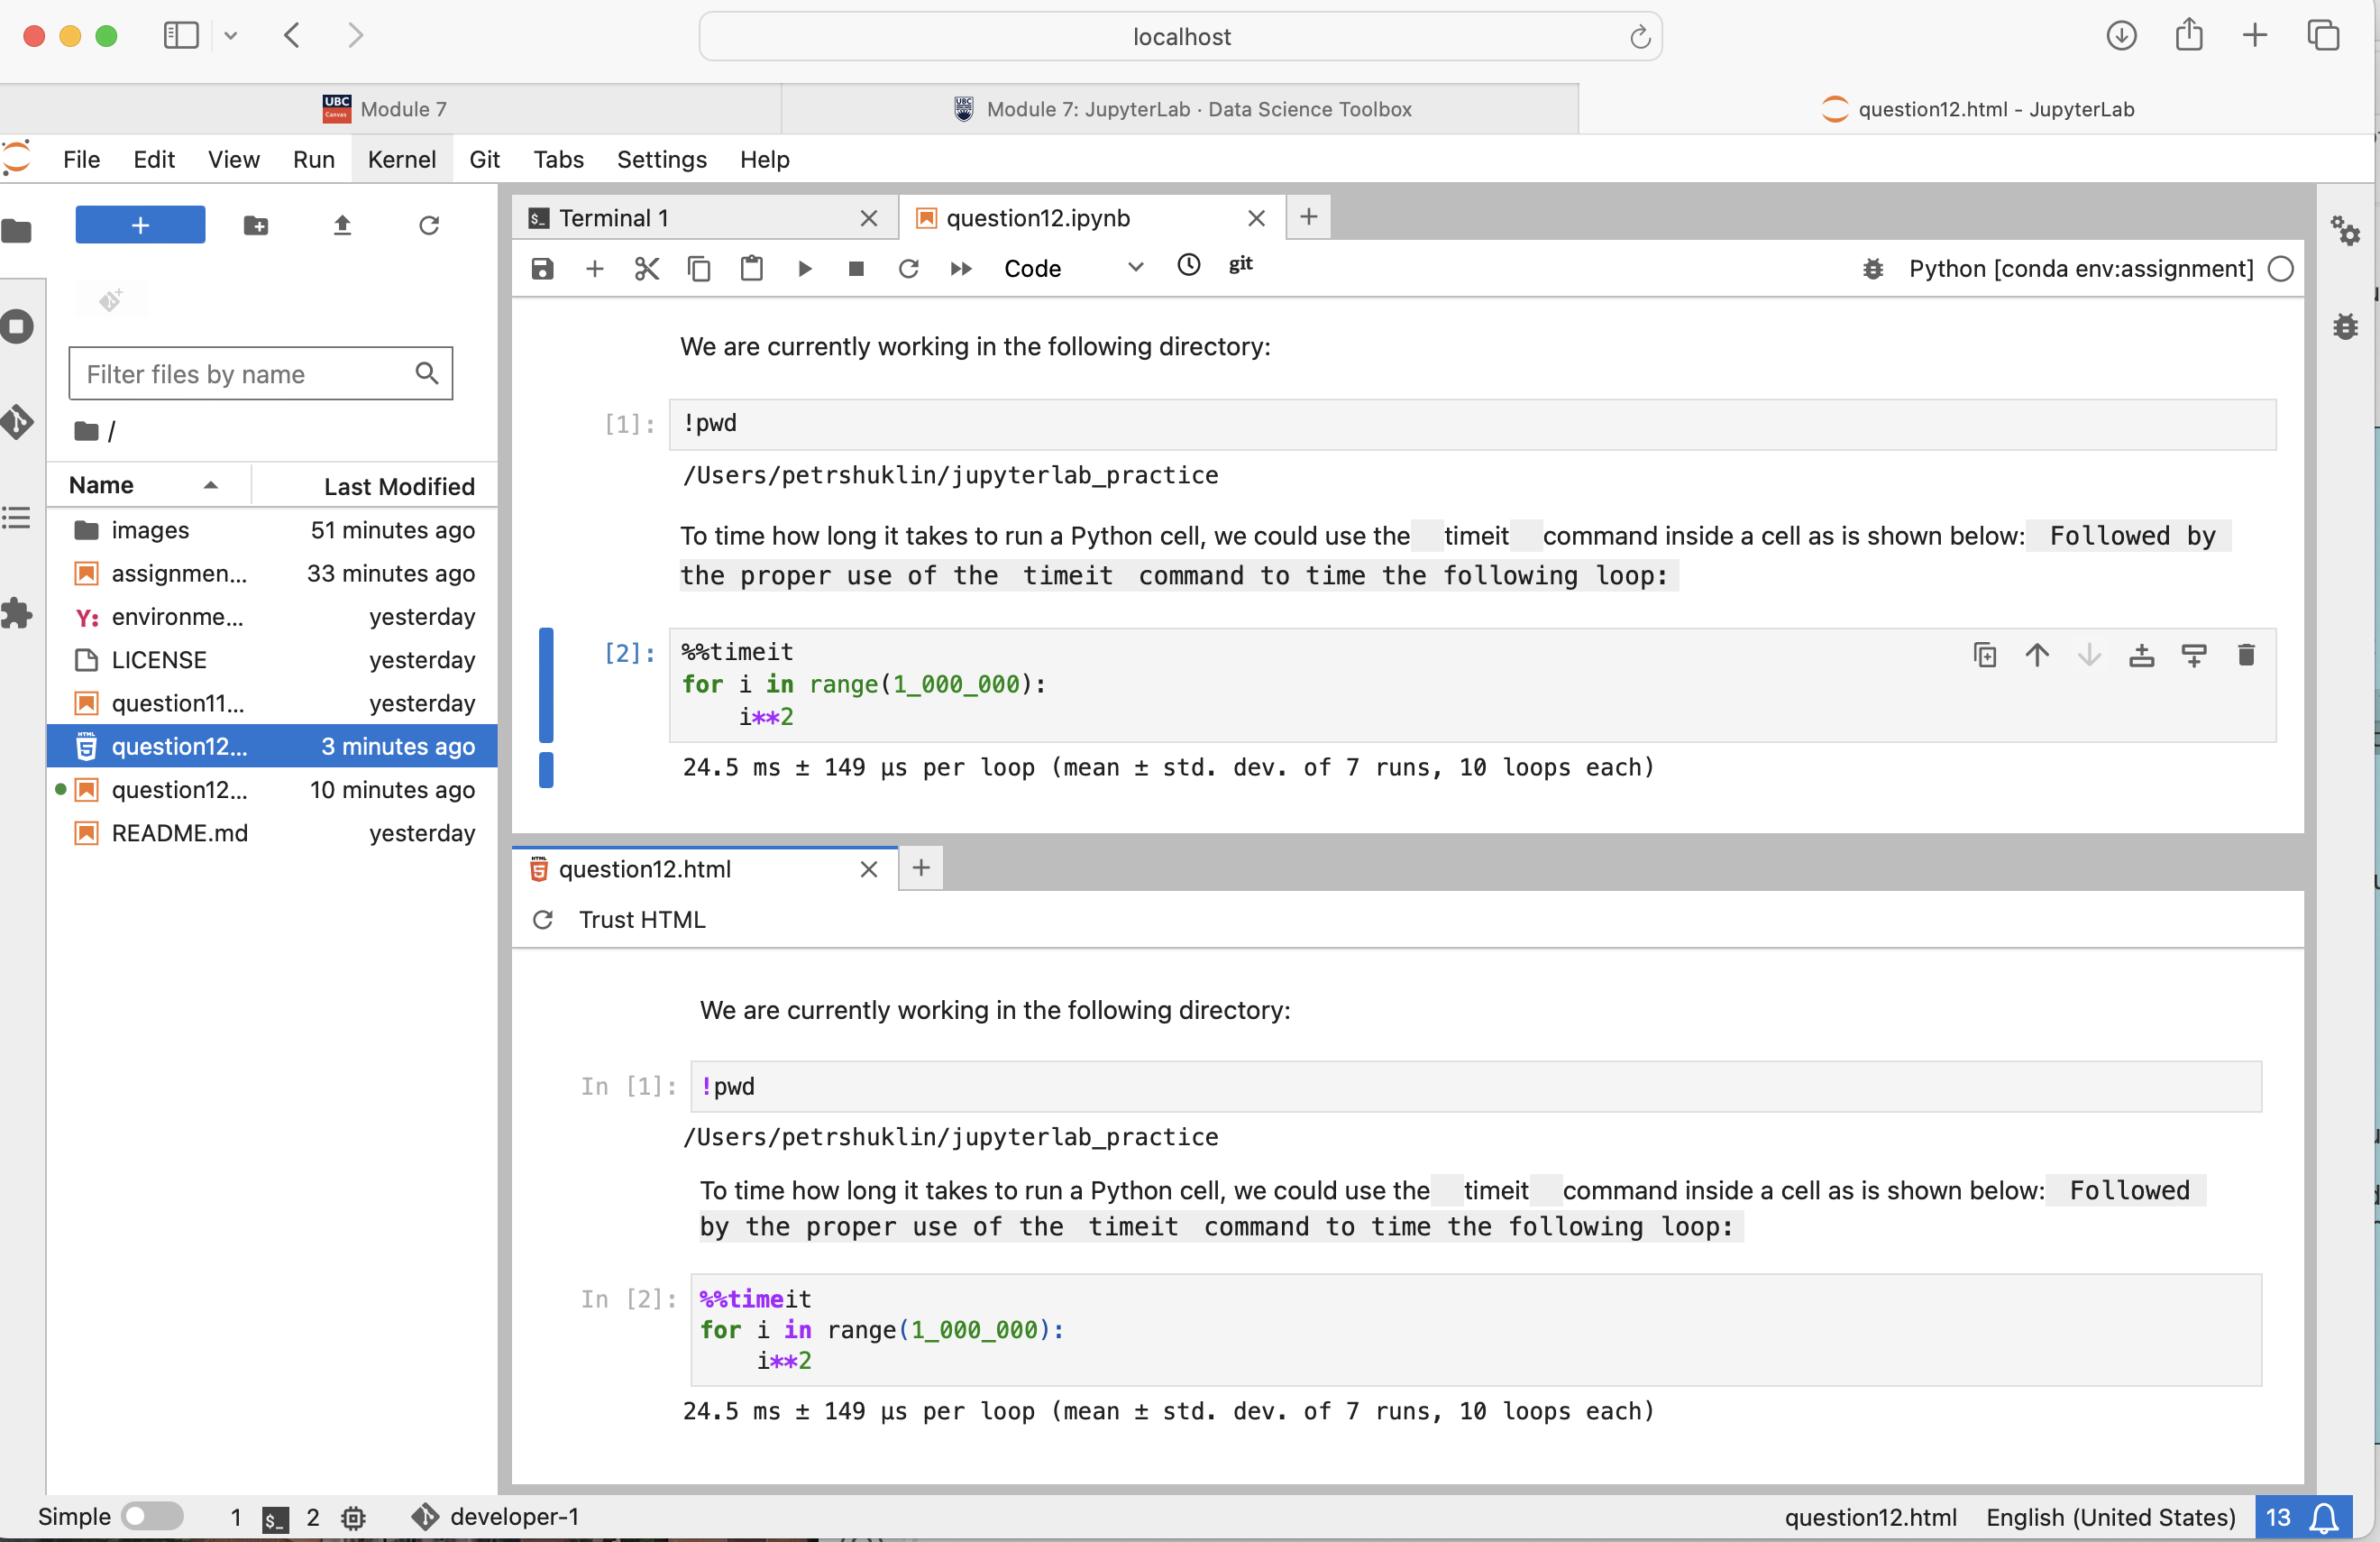 localhost
UBC Canvas Module 7
UBC Module 7: JupyterLab · Data Science Toolbox
question12.html - JupyterLab
File Edit View Run Kernel Git Tabs Settings Help
+
Filter files by name
/
Name Last Modified
images 51 minutes ago
assignmen... 33 minutes ago
Y: environme... yesterday
LICENSE yesterday
question11... yesterday
HTML 5 question12... 3 minutes ago
question12... 10 minutes ago
README.md yesterday
$_ Terminal 1
question12.ipynb
Code
git
Python [conda env:assignment]
We are currently working in the following directory:
[1]: !pwd
/Users/petrshuklin/jupyterlab_practice
To time how long it takes to run a Python cell, we could use the timeit command inside a cell as is shown below: Followed by
the proper use of the timeit command to time the following loop:
[2]: %%timeit
for i in range(1_000_000):
    i**2
24.5 ms ± 149 µs per loop (mean ± std. dev. of 7 runs, 10 loops each)
HTML 5 question12.html
Trust HTML
We are currently working in the following directory:
In [1]: !pwd
/Users/petrshuklin/jupyterlab_practice
To time how long it takes to run a Python cell, we could use the timeit command inside a cell as is shown below: Followed
by the proper use of the timeit command to time the following loop:
In [2]: %%timeit
for i in range(1_000_000):
    i**2
24.5 ms ± 149 µs per loop (mean ± std. dev. of 7 runs, 10 loops each)
Simple 1 $_ 2 developer-1 question12.html English (United States) 13